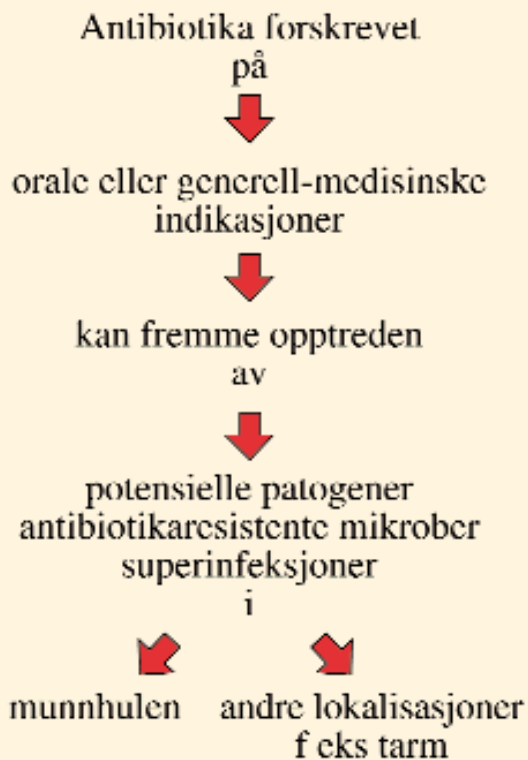 Antibiotika forskrevet
på
orale eller generell-medisinske
indikasjoner
kan fremme opptreden
av
potensielle patogener
antibiotikaresistente mikrober
superinfeksjoner
i
munnhulen andre lokalisasjoner
f eks tarm